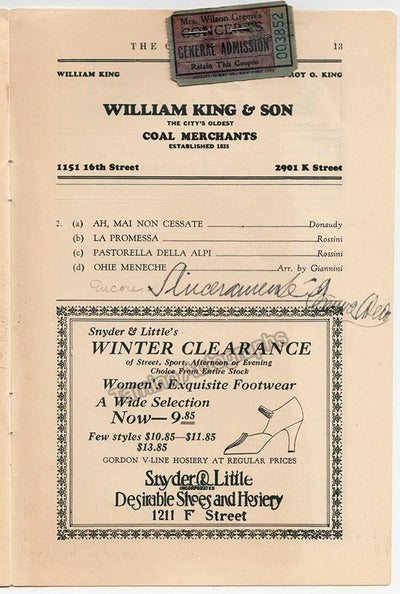 Mrs. Wilson Greene's
CONCERTS
GENERAL ADMISSION
Retain This Coupon
003852
THE C
13
WILLIAM KING
ROY O. KING
WILLIAM KING & SON
THE CITY'S OLDEST
COAL MERCHANTS
ESTABLISHED 1835
1151 16th Street 2901 K Street
2. (a) AH, MAI NON CESSATE Donaudy
(b) LA PROMESSA Rossini
(c) PASTORELLA DELLA ALPI Rossini
(d) OHIE MENECHE Arr. by Giannini
Encore
Sinceramente
Snyder & Little's
WINTER CLEARANCE
of Street, Sport, Afternoon or Evening
Choice From Entire Stock
Women's Exquisite Footwear
A Wide Selection
Now—9.85
Few styles $10.85—$11.85
$13.85
GORDON V-LINE HOSIERY AT REGULAR PRICES
Snyder & Little
INCORPORATED
Desirable Shoes and Hosiery
1211 F Street
Tamino Autographs